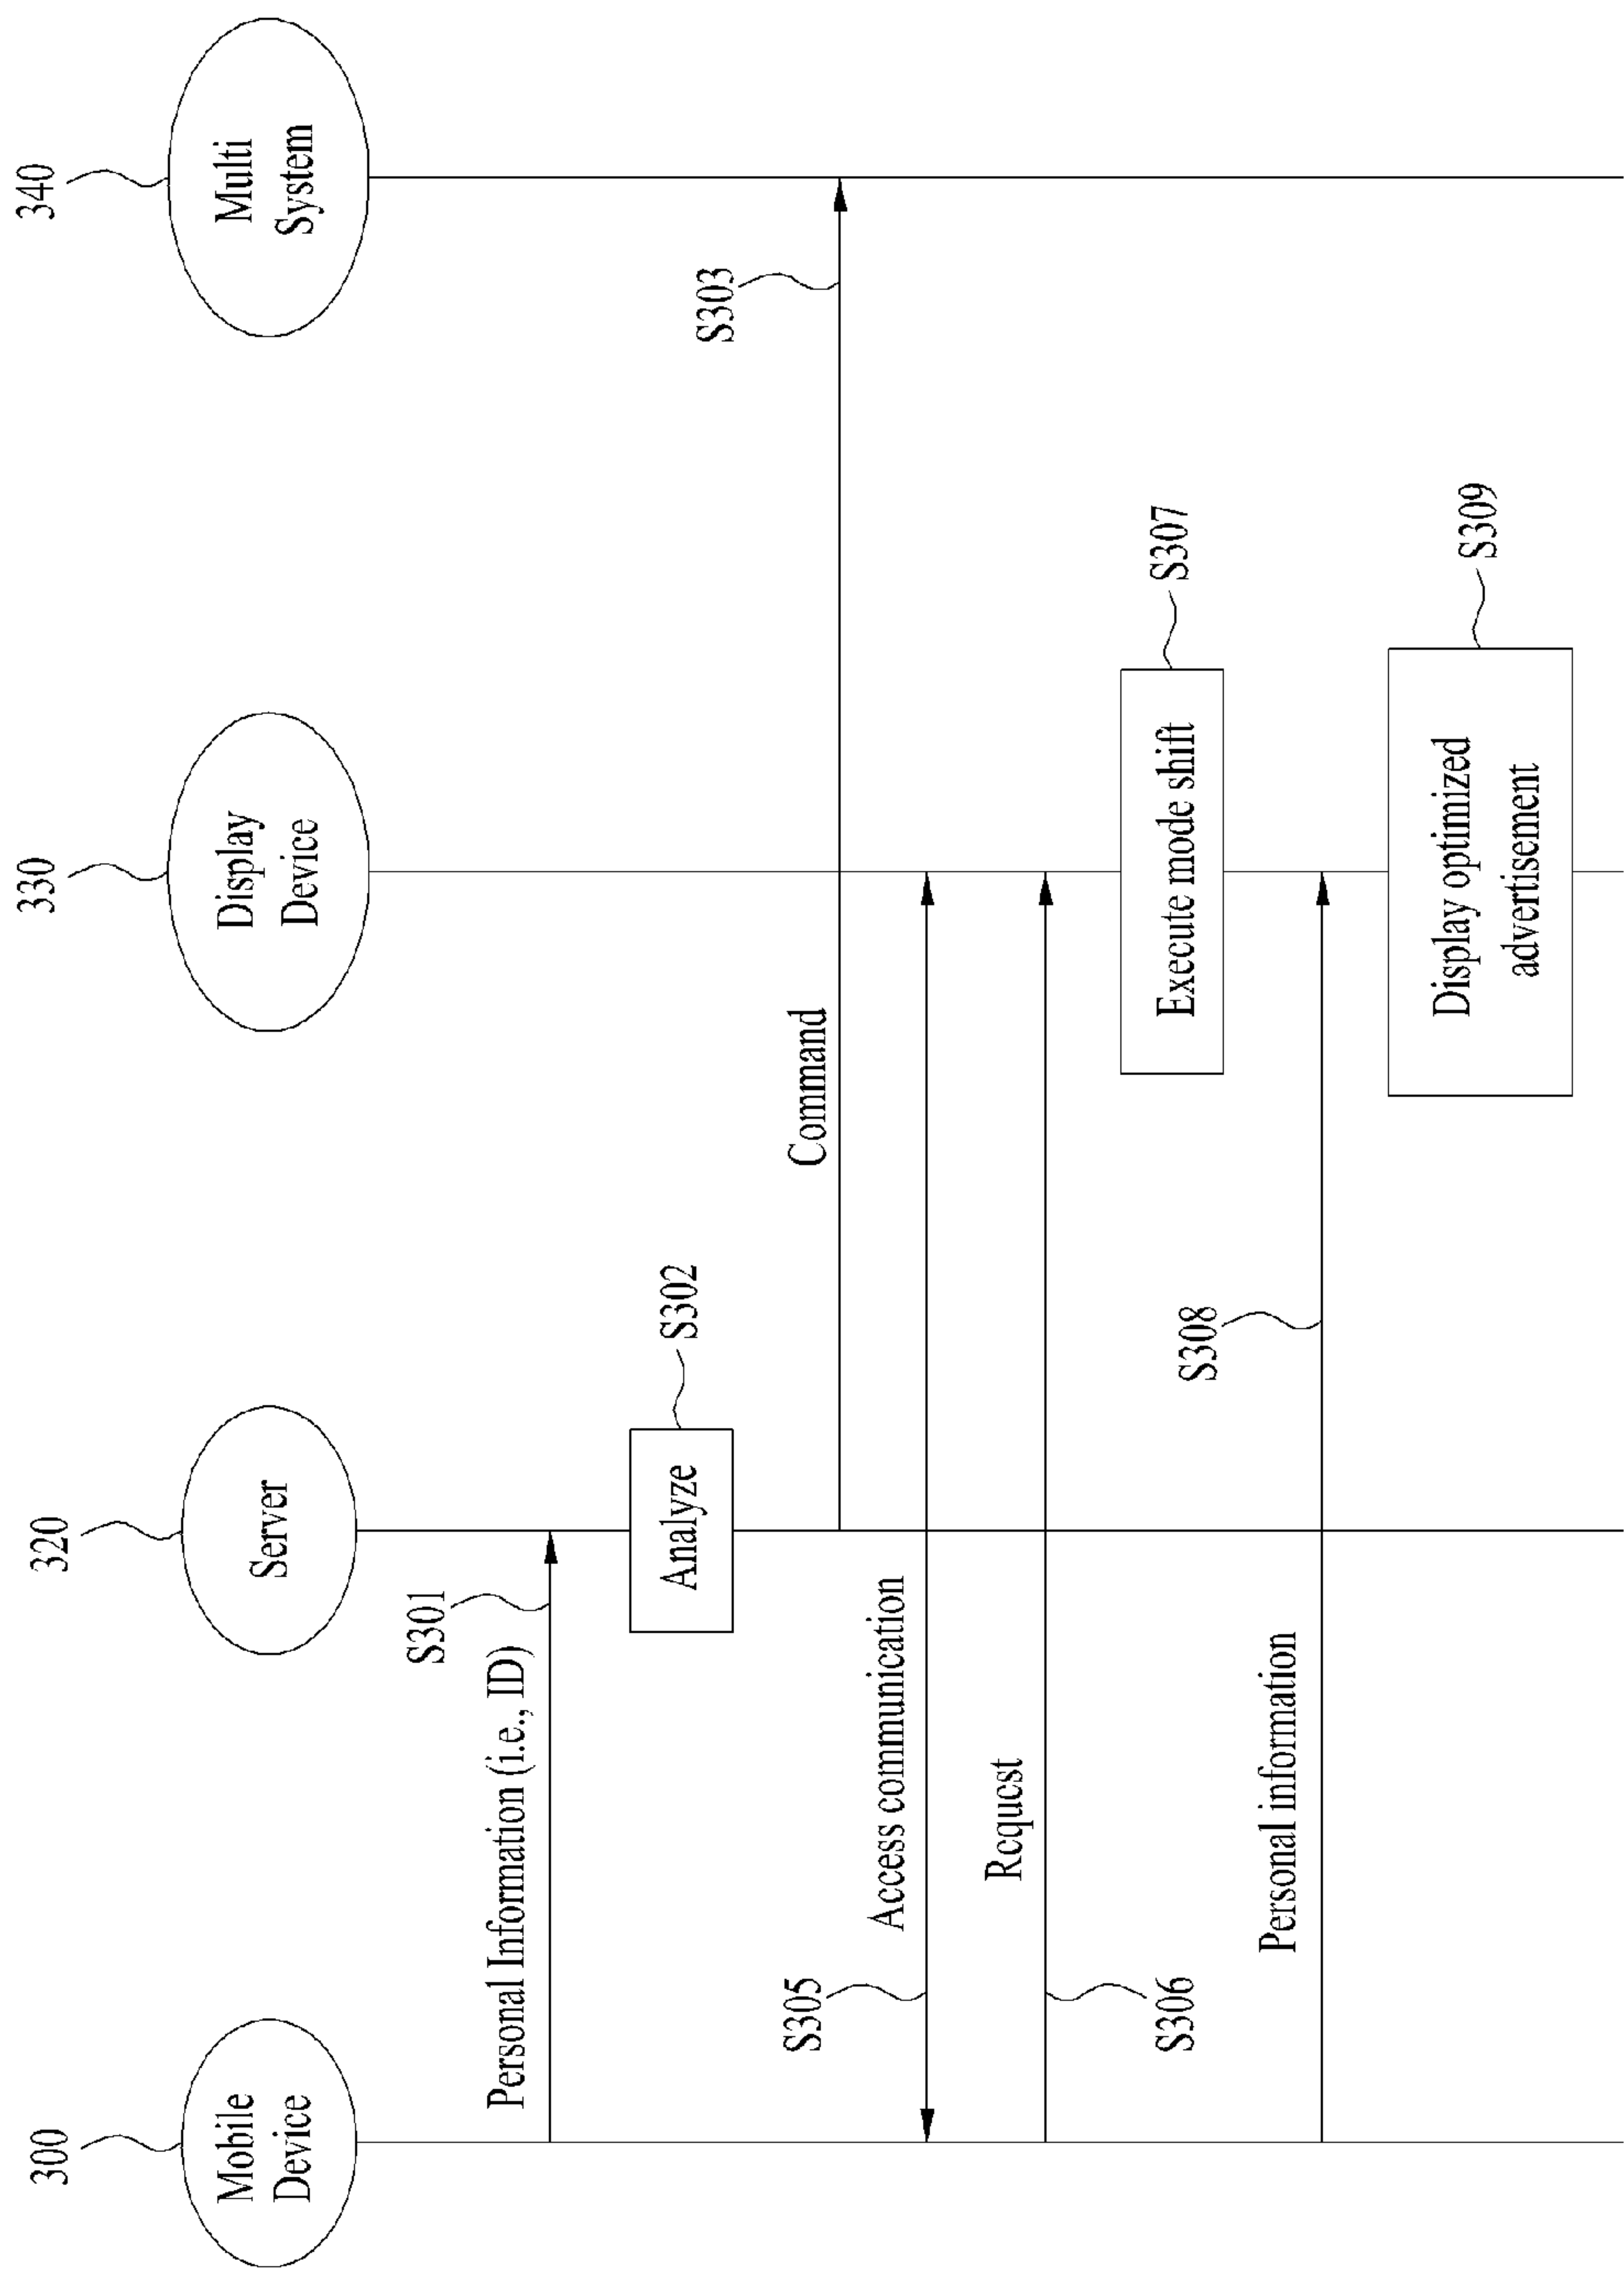 300
320
330
340
Mobile
Device
Server
Display
Device
Multi
System
Personal Information (i.e., ID)
S301
Analyze
S302
Command
S303
S305
Access communication
Request
S306
Execute mode shift
S307
Personal information
S308
Display optimized
advertisement
S309